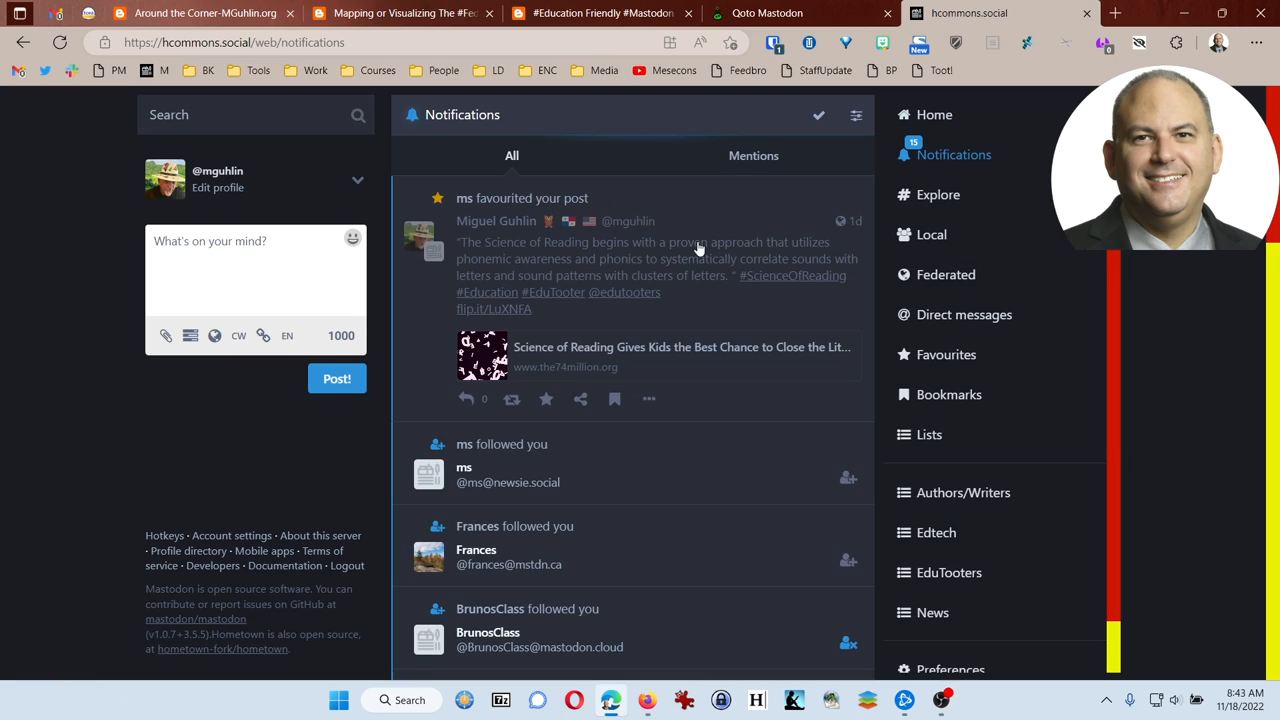 Around the Corner-MGuhlin.org
Mapping or Visualizing The #Fed
#Education Friendly #Mastodon
Qoto Mastodon
hcommons.social
https://hcommons.social/web/notifications
New
0
PM
M
BK
Tools
Work
Courses
People
LD
ENC
Media
Mesecons
Feedbro
StaffUpdate
BP
Tootl
Search
@mguhlin
Edit profile
What's on your mind?
CW
EN
1000
Post!
Hotkeys · Account settings · About this server
· Profile directory · Mobile apps · Terms of
service · Developers · Documentation · Logout
Mastodon is open source software. You can
contribute or report issues on GitHub at
mastodon/mastodon
(v1.0.7+3.5.5).Hometown is also open source,
at hometown-fork/hometown.
Notifications
All
Mentions
ms favourited your post
Miguel Guhlin @mguhlin
1d
"The Science of Reading begins with a proven approach that utilizes
phonemic awareness and phonics to systematically correlate sounds with
letters and sound patterns with clusters of letters. " #ScienceOfReading
#Education #EduTooter @edutooters
flip.it/LuXNFA
Science of Reading Gives Kids the Best Chance to Close the Lit...
www.the74million.org
0
ms followed you
ms
@ms@newsie.social
Frances followed you
Frances
@frances@mstdn.ca
BrunosClass followed you
BrunosClass
@BrunosClass@mastodon.cloud
Home
15
Notifications
Explore
Local
Federated
Direct messages
Favourites
Bookmarks
Lists
Authors/Writers
Edtech
EduTooters
News
Preferences
Search
8:43 AM
11/18/2022